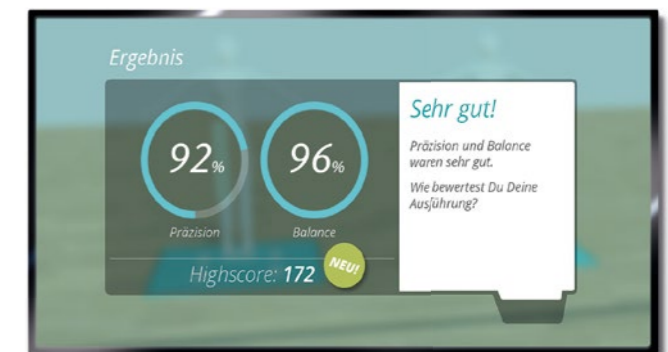 Ergebnis
92%
96%
Präzision
Balance
Highscore: 172
NEU!
Sehr gut!
Präzision und Balance
waren sehr gut.
Wie bewertest Du Deine
Ausführung?